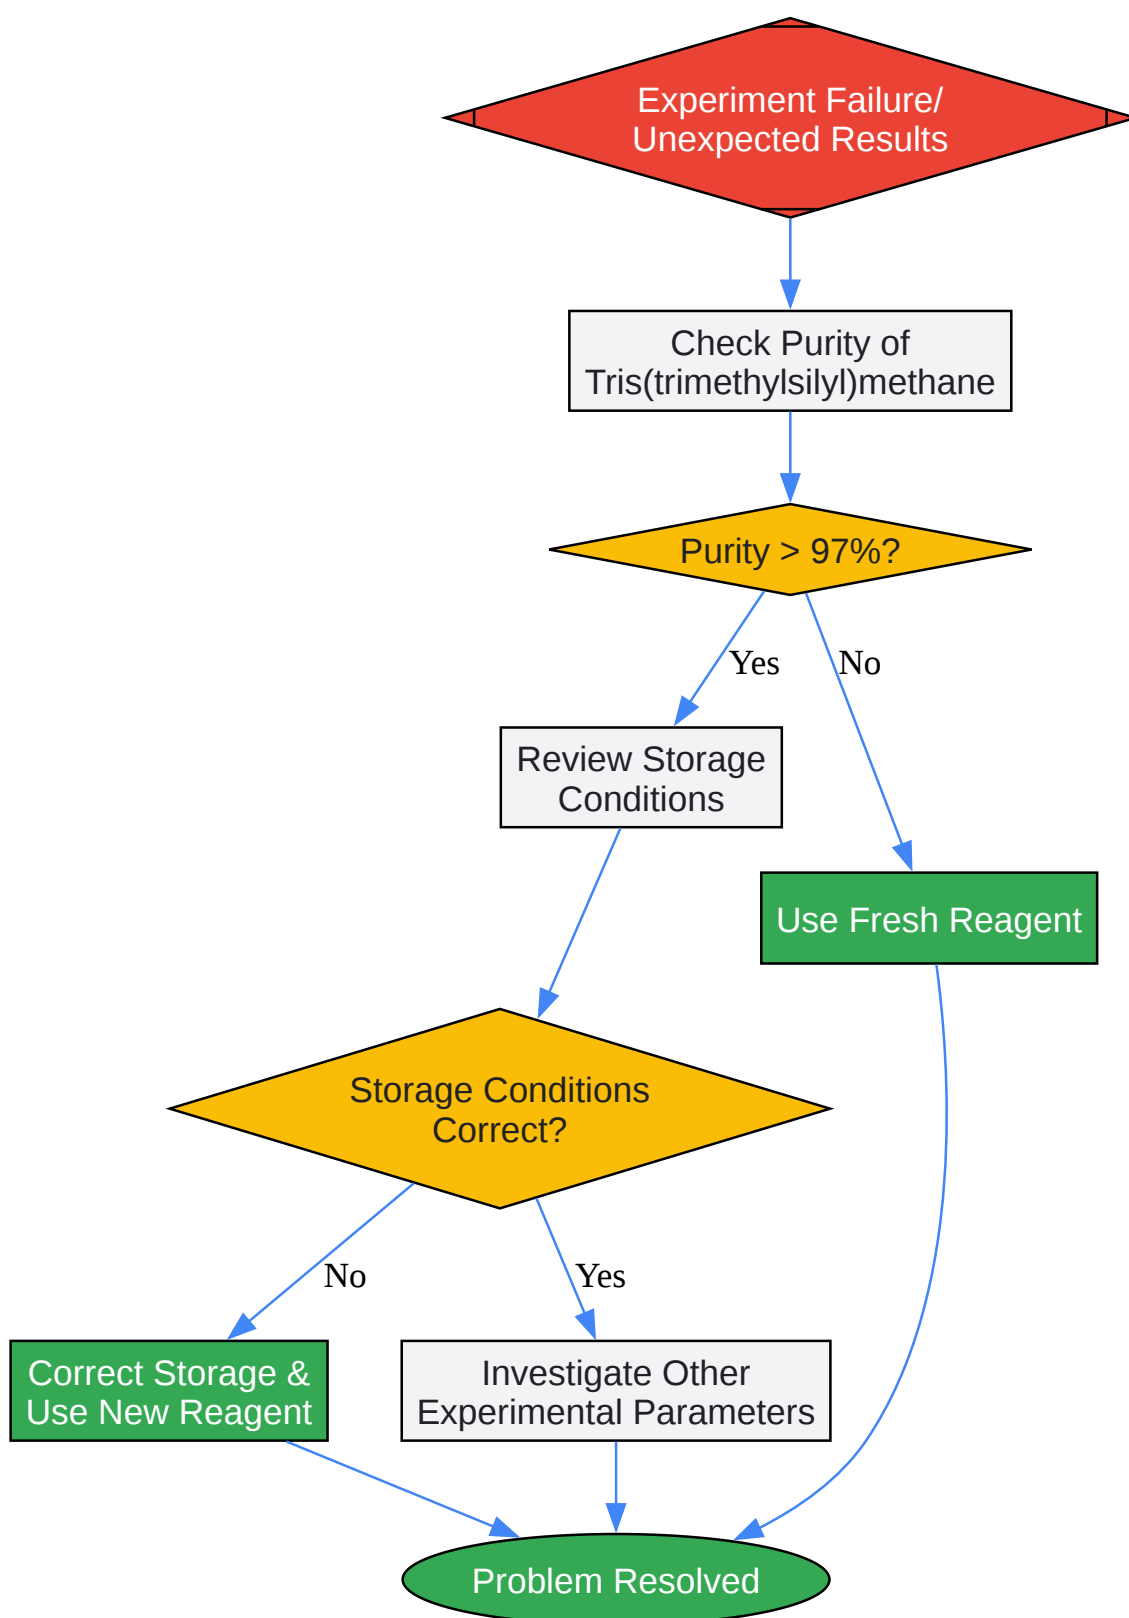 Experiment Failure/
Unexpected Results
Check Purity of
Tris(trimethylsilyl)methane
Purity > 97%?
Yes
No
Review Storage
Conditions
Use Fresh Reagent
Storage Conditions
Correct?
No
Yes
Correct Storage &
Use New Reagent
Investigate Other
Experimental Parameters
Problem Resolved